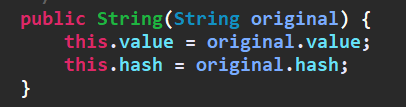 public String(String original) {
this.value = original.value;
this.hash = original.hash;
}